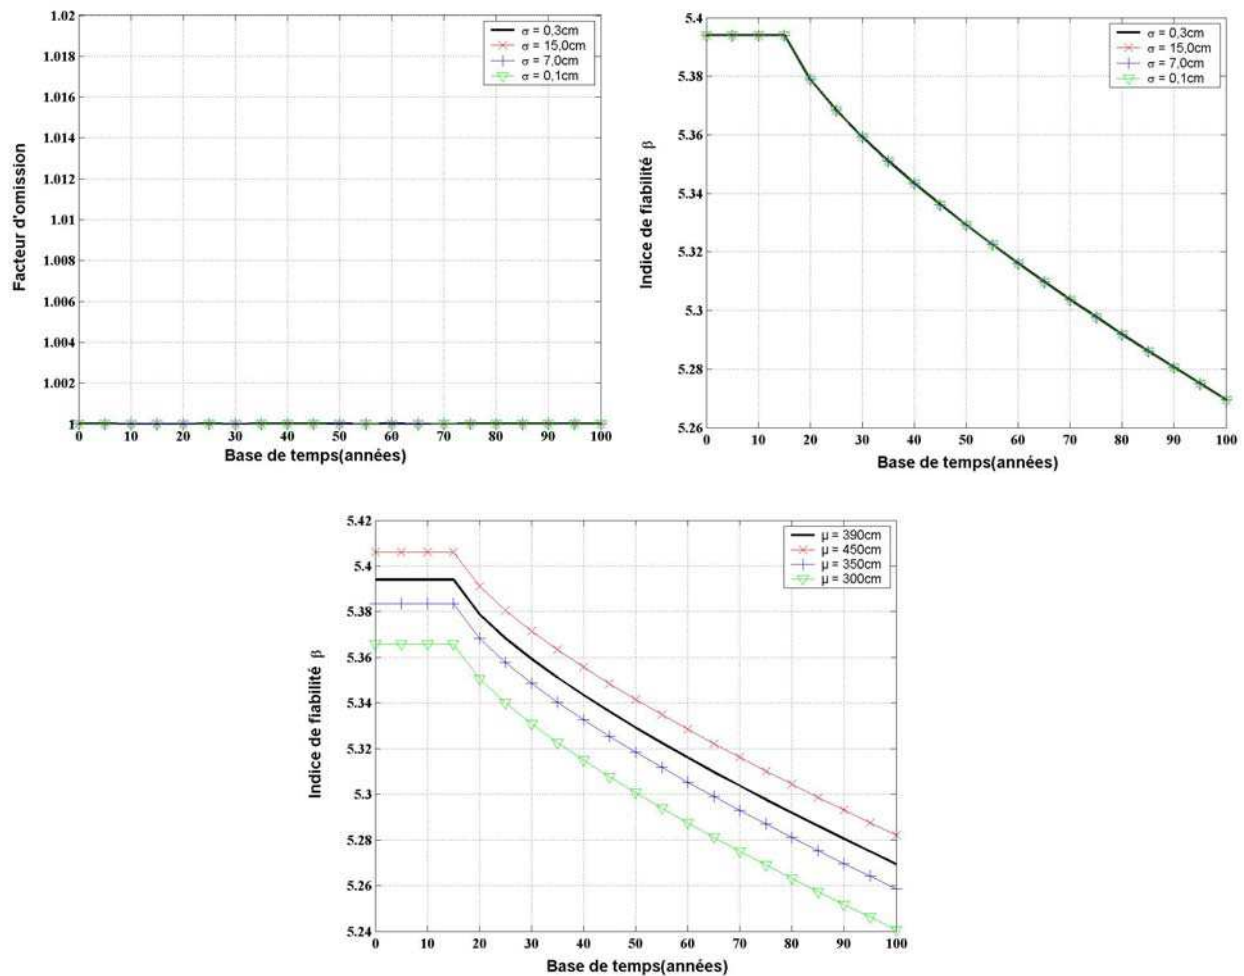 1.02
1.018
1.016
1.014
1.012
1.01
1.008
1.006
1.004
1.002
1
Facteur d'omission
σ = 0,3cm
σ = 15,0cm
σ = 7,0cm
σ = 0,1cm
0 10 20 30 40 50 60 70 80 90 100
Base de temps(années)
5.4
5.38
5.36
5.34
5.32
5.3
5.28
5.26
Indice de fiabilité β
σ = 0,3cm
σ = 15,0cm
σ = 7,0cm
σ = 0,1cm
0 10 20 30 40 50 60 70 80 90 100
Base de temps(années)
5.42
5.4
5.38
5.36
5.34
5.32
5.3
5.28
5.26
5.24
Indice de fiabilité β
μ = 390cm
μ = 450cm
μ = 350cm
μ = 300cm
0 10 20 30 40 50 60 70 80 90 100
Base de temps(années)